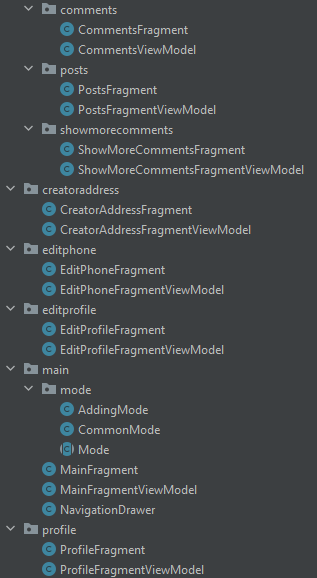 comments
CommentsFragment
CommentsViewModel
posts
PostsFragment
PostsFragmentViewModel
showmorecomments
ShowMoreCommentsFragment
ShowMoreCommentsFragmentViewModel
creatoraddress
CreatorAddressFragment
CreatorAddressFragmentViewModel
editphone
EditPhoneFragment
EditPhoneFragmentViewModel
editprofile
EditProfileFragment
EditProfileFragmentViewModel
main
mode
AddingMode
CommonMode
Mode
MainFragment
MainFragmentViewModel
NavigationDrawer
profile
ProfileFragment
ProfileFragmentViewModel